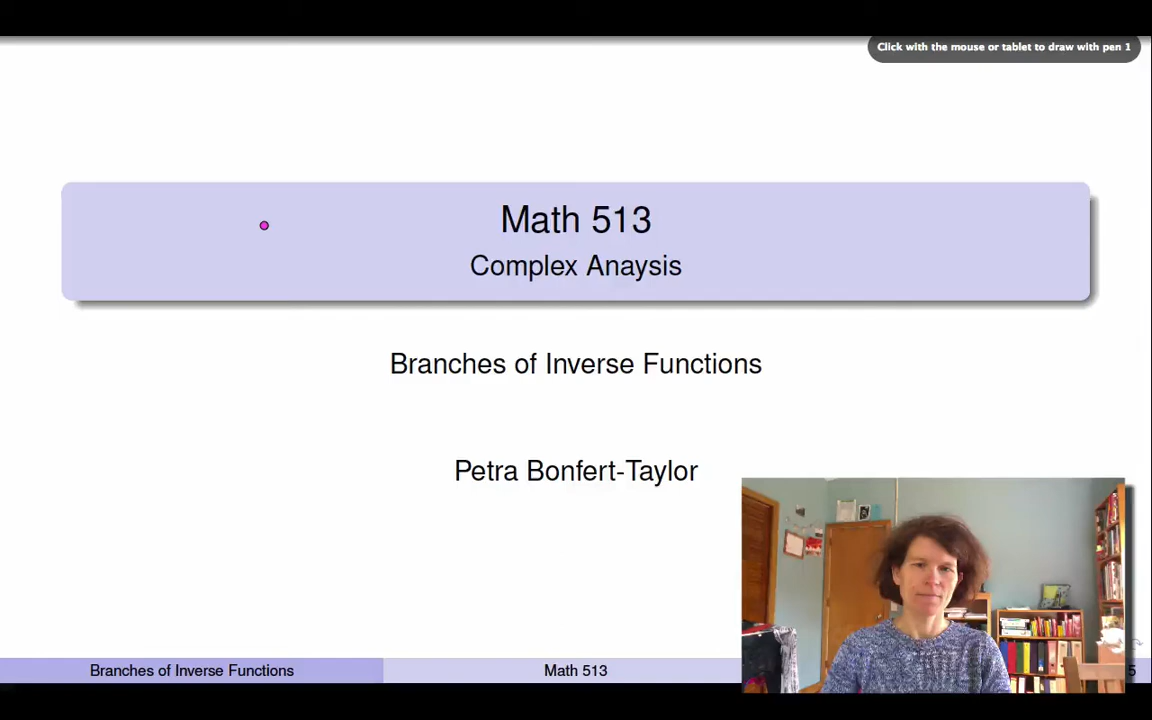 Click with the mouse or tablet to draw with pen 1
Math 513
Complex Anaysis
Branches of Inverse Functions
Petra Bonfert-Taylor
Branches of Inverse Functions
Math 513
5